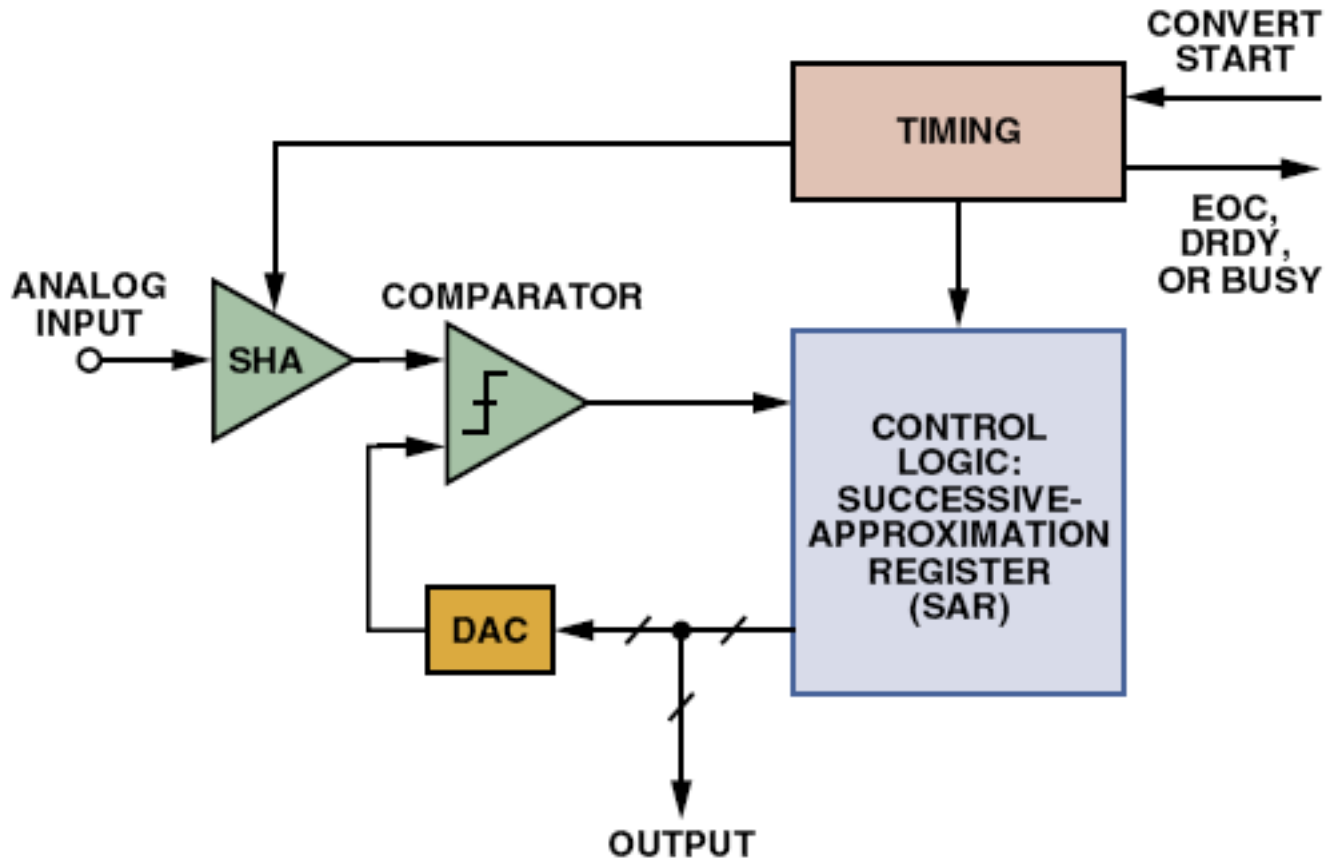 CONVERT
START
TIMING
EOC,
DRDY,
OR BUSY
ANALOG
INPUT
SHA
COMPARATOR
CONTROL
LOGIC:
SUCCESSIVE-
APPROXIMATION
REGISTER
(SAR)
DAC
OUTPUT